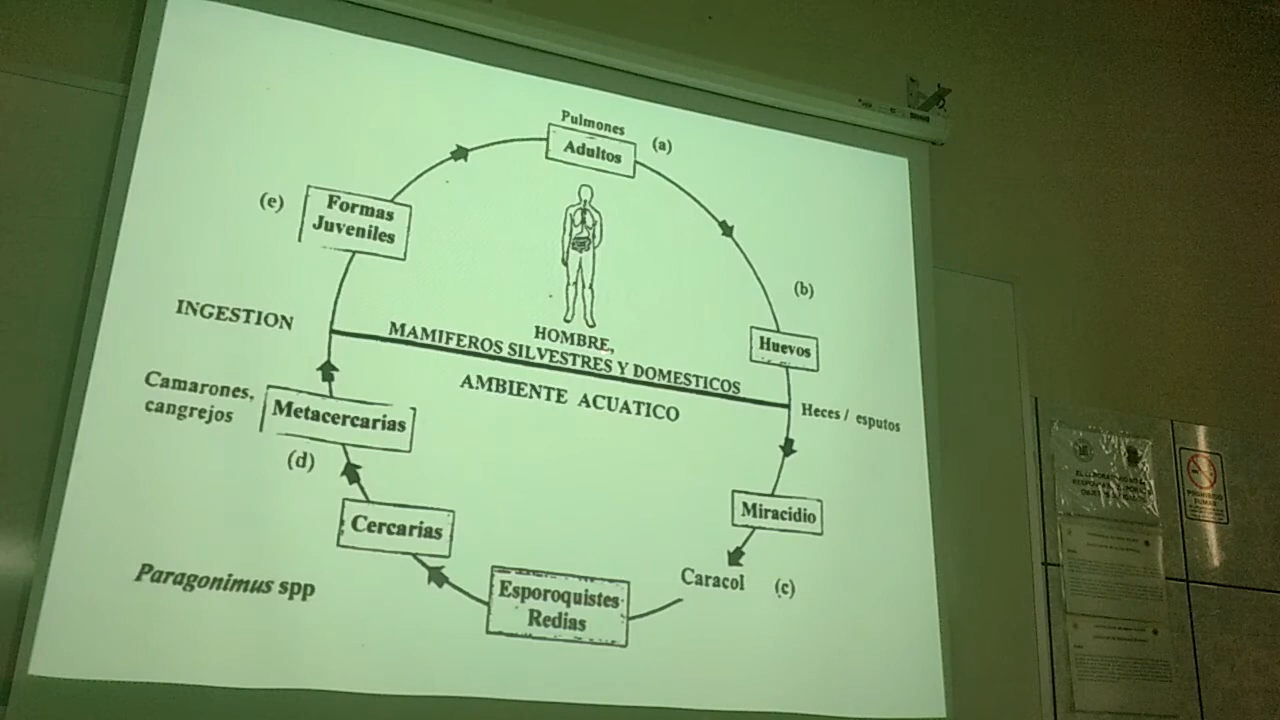 Pulmones
Adultos
(a)
(e)
Formas
Juveniles
(b)
INGESTION
HOMBRE,
MAMIFEROS SILVESTRES Y DOMESTICOS
Huevos
AMBIENTE ACUATICO
Camarones,
cangrejos
Metacercarias
Heces / esputos
(d)
Miracidio
Cercarias
Caracol
(c)
Esporoquistes
Redias
Paragonimus spp
PROHIBIDO
FUMAR